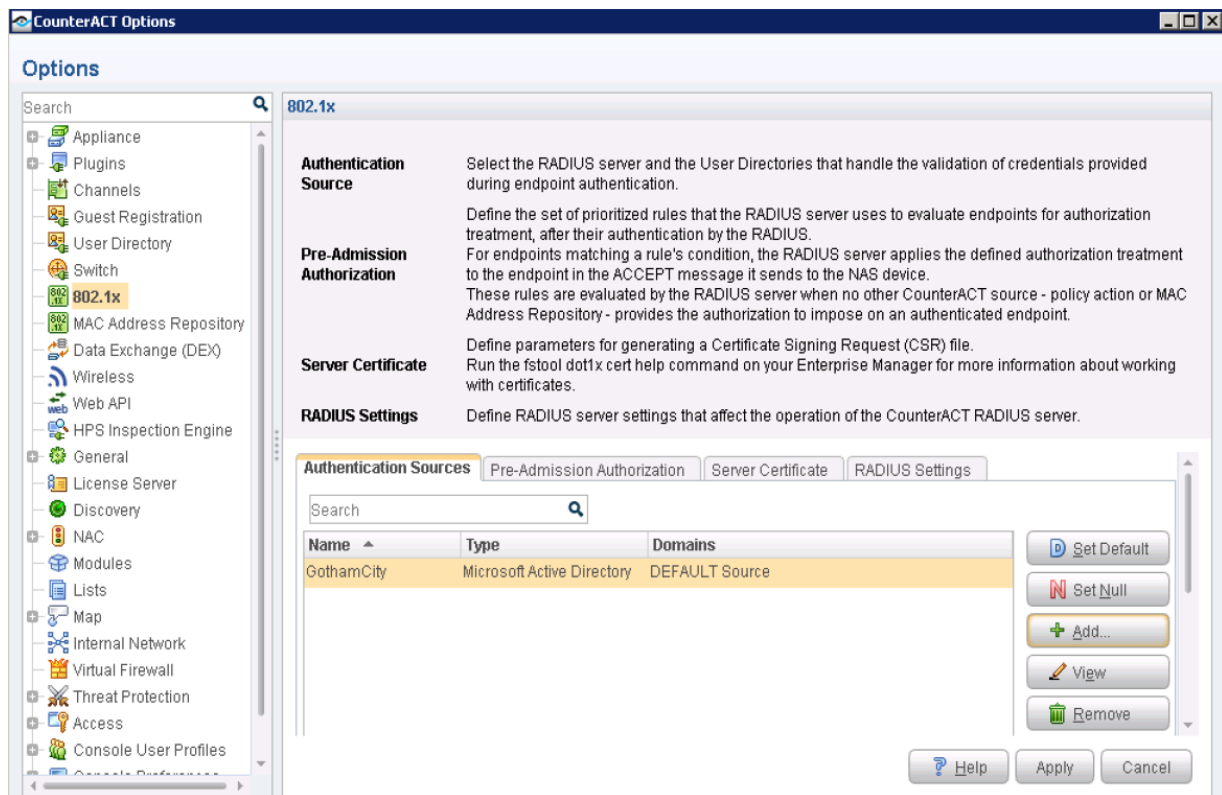 CounterACT Options
Options
Search
Appliance
Plugins
Channels
Guest Registration
User Directory
Switch
802.1x
MAC Address Repository
Data Exchange (DEX)
Wireless
Web API
HPS Inspection Engine
General
License Server
Discovery
NAC
Modules
Lists
Map
Internal Network
Virtual Firewall
Threat Protection
Access
Console User Profiles
802.1x
Authentication
Source
Select the RADIUS server and the User Directories that handle the validation of credentials provided
during endpoint authentication.
Pre-Admission
Authorization
Define the set of prioritized rules that the RADIUS server uses to evaluate endpoints for authorization
treatment, after their authentication by the RADIUS.
For endpoints matching a rule's condition, the RADIUS server applies the defined authorization treatment
to the endpoint in the ACCEPT message it sends to the NAS device.
These rules are evaluated by the RADIUS server when no other CounterACT source - policy action or MAC
Address Repository - provides the authorization to impose on an authenticated endpoint.
Server Certificate
Define parameters for generating a Certificate Signing Request (CSR) file.
Run the fstool dot1x cert help command on your Enterprise Manager for more information about working
with certificates.
RADIUS Settings
Define RADIUS server settings that affect the operation of the CounterACT RADIUS server.
Authentication Sources
Pre-Admission Authorization
Server Certificate
RADIUS Settings
Search
Name Type Domains
GothamCity Microsoft Active Directory DEFAULT Source
Set Default
Set Null
Add...
View
Remove
Help
Apply
Cancel